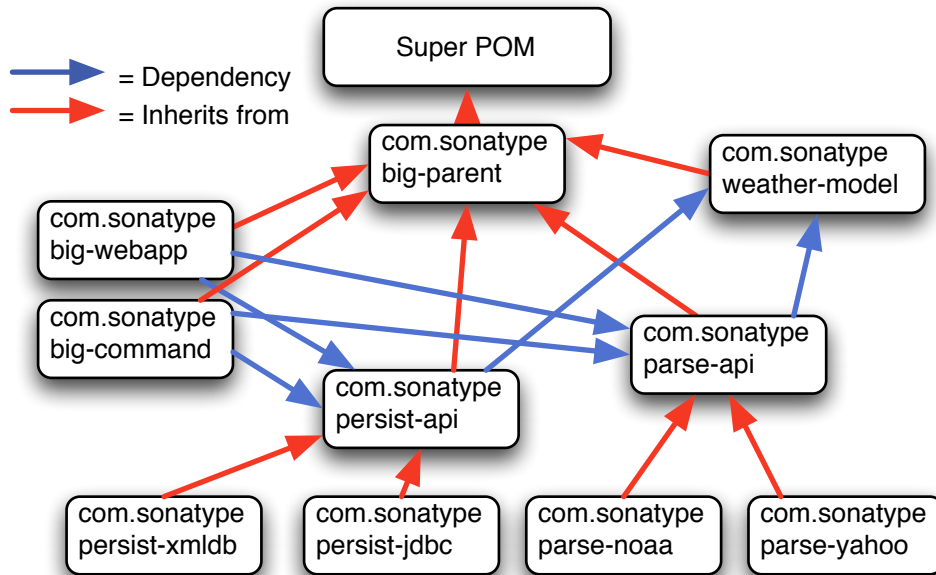 Super POM
= Dependency
= Inherits from
com.sonatype
big-parent
com.sonatype
weather-model
com.sonatype
big-webapp
com.sonatype
big-command
com.sonatype
parse-api
com.sonatype
persist-api
com.sonatype
persist-xmldb
com.sonatype
persist-jdbc
com.sonatype
parse-noaa
com.sonatype
parse-yahoo